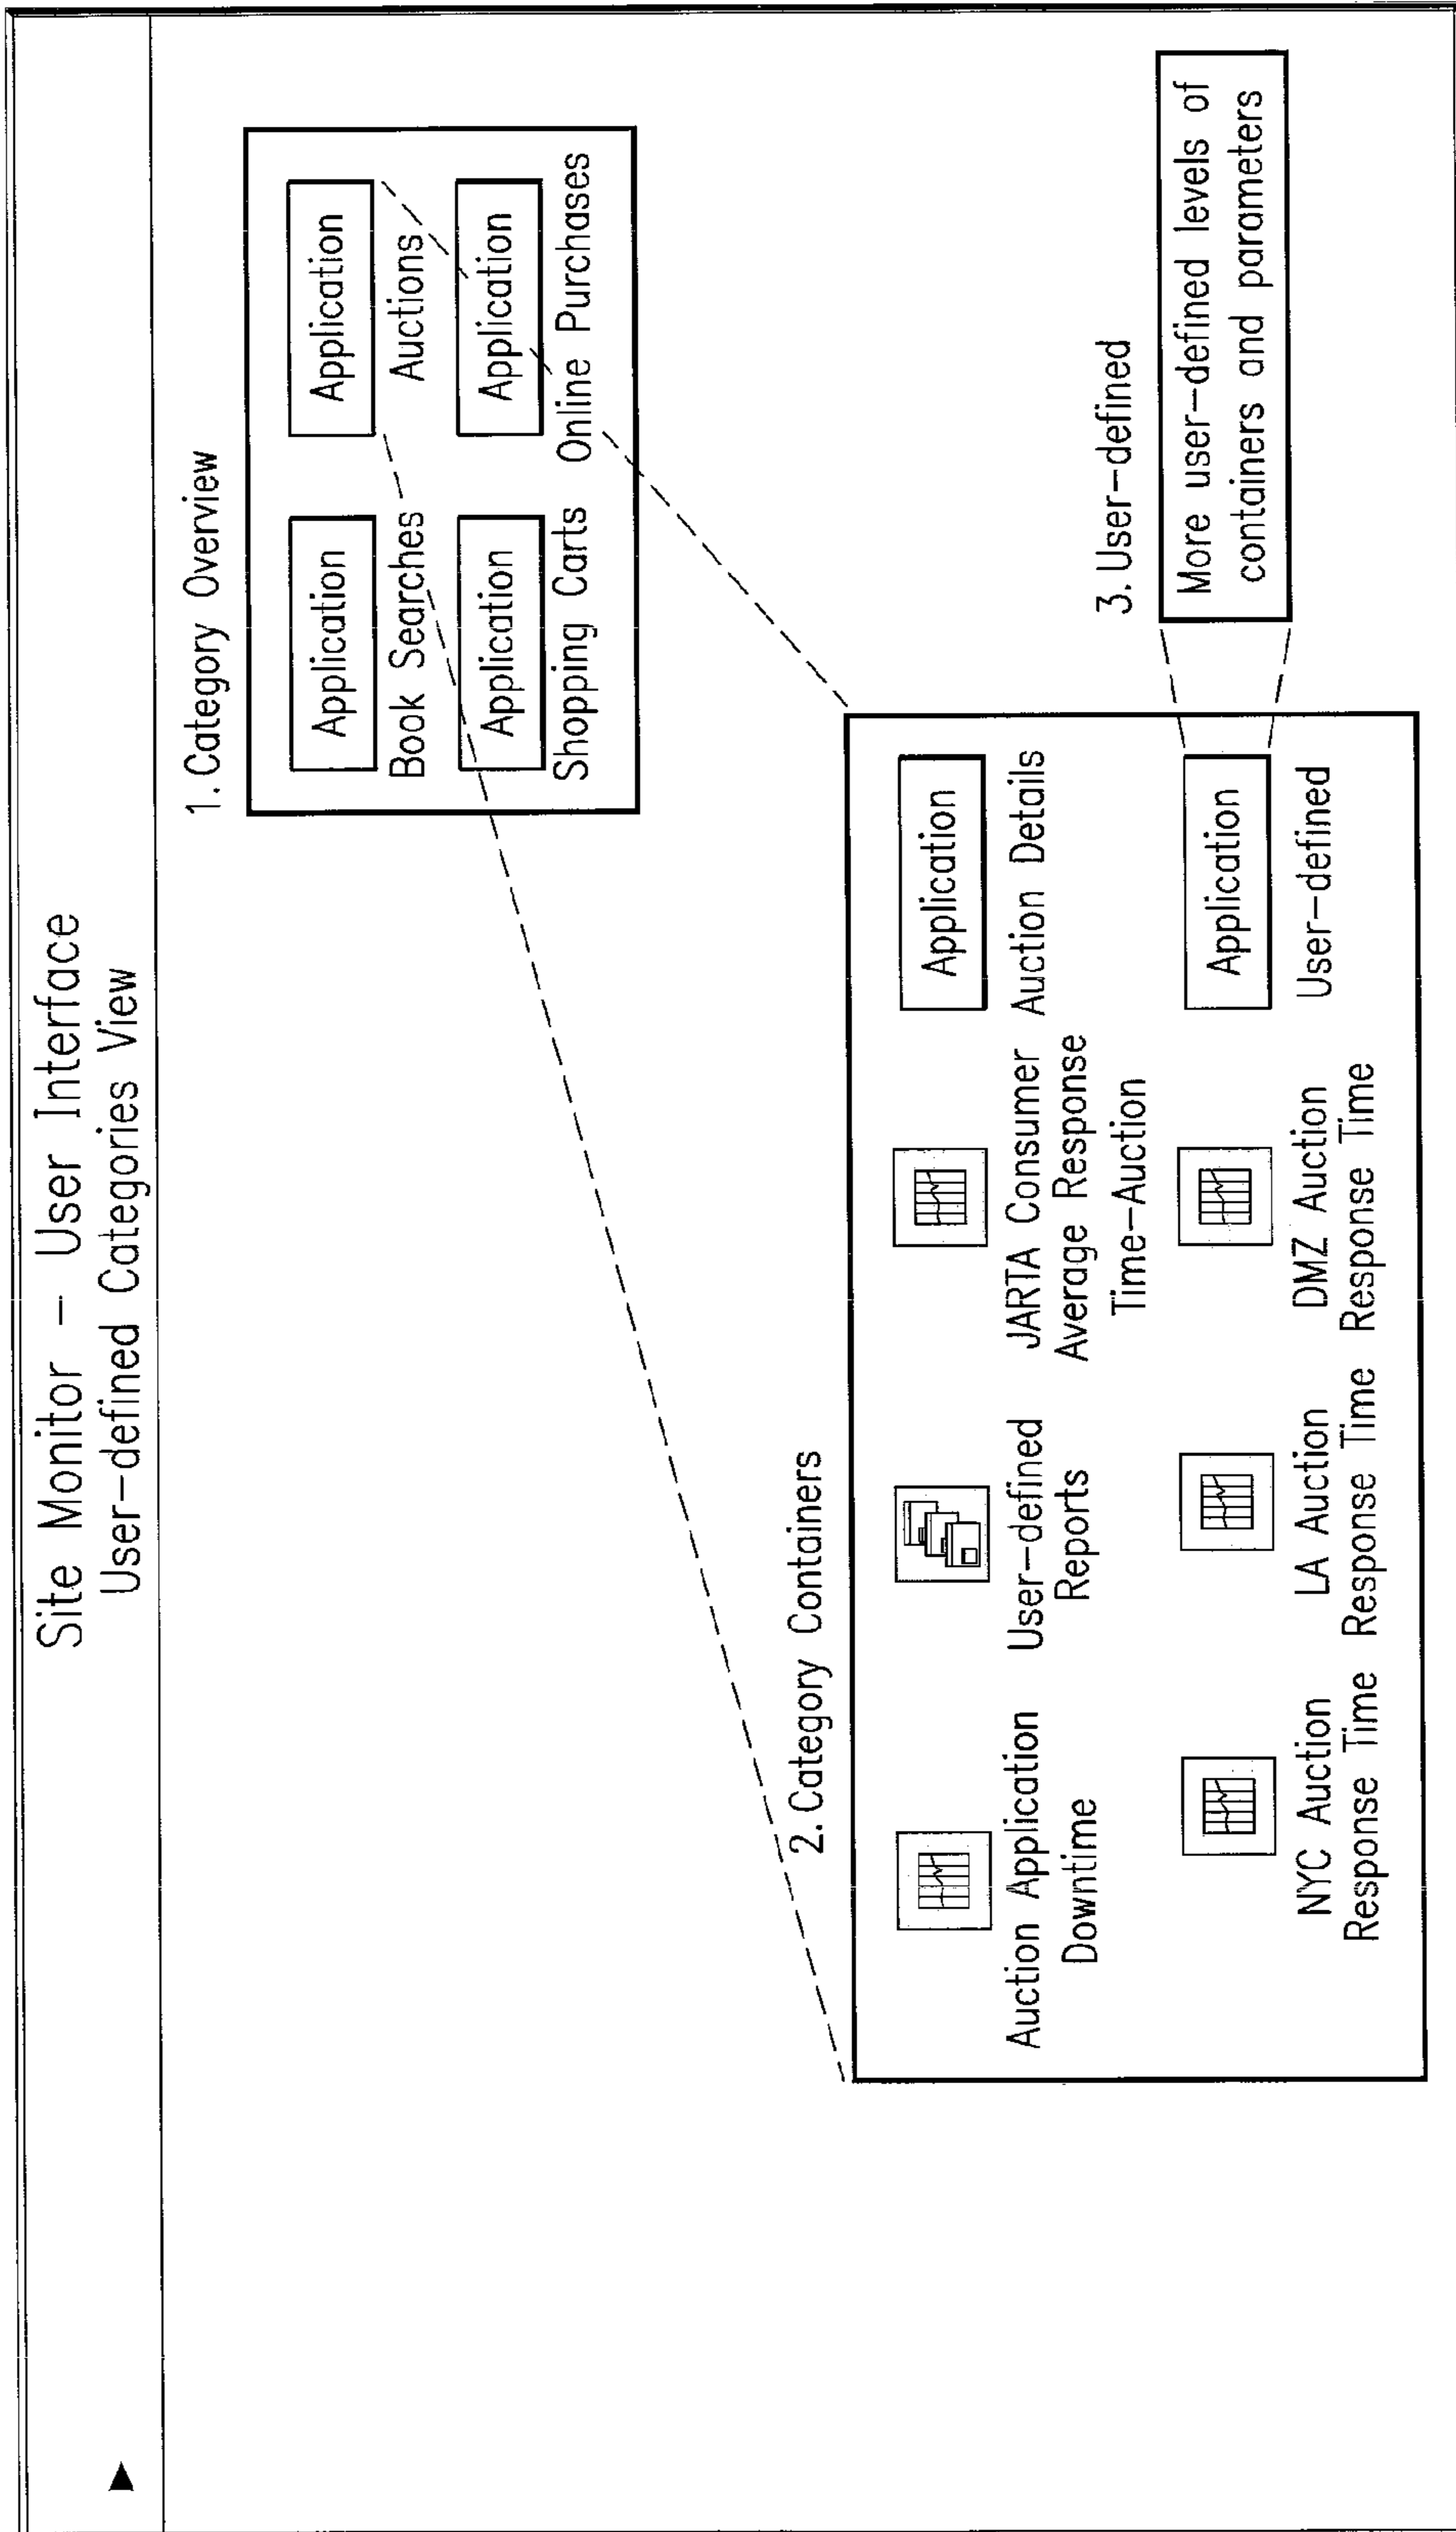 Site Monitor – User Interface
User–defined Categories View
1. Category Overview
Application
Application
Book Searches
Auctions
Application
Application
Shopping Carts
Online Purchases
2. Category Containers
Application
Auction Application
Downtime
User–defined
Reports
JARTA Consumer
Average Response
Time–Auction
Auction Details
3. User–defined
More user–defined levels of
containers and parameters
Application
NYC Auction
Response Time
LA Auction
Response Time
DMZ Auction
Response Time
User–defined